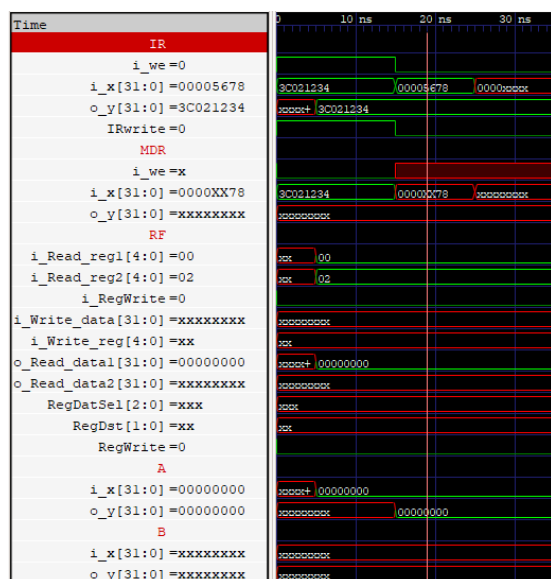 Time
0 10 ns 20 ns 30 ns
IR
i_we=0
i_x[31:0]=00005678 3C021234 00005678 0000xxxx
o_y[31:0]=3C021234 xxxx+ 3C021234
IRwrite=0
MDR
i_we=x
i_x[31:0]=0000XX78 3C021234 0000XX78 xxxxxxxx
o_y[31:0]=xxxxxxxx xxxxxxxx
RF
i_Read_reg1[4:0]=00 xx 00
i_Read_reg2[4:0]=02 xx 02
i_RegWrite=0
i_Write_data[31:0]=xxxxxxxx xxxxxxxx
i_Write_reg[4:0]=xx xx
o_Read_data1[31:0]=00000000 xxxx+ 00000000
o_Read_data2[31:0]=xxxxxxxx xxxxxxxx
RegDatSel[2:0]=xxx xxx
RegDst[1:0]=xx xx
RegWrite=0
A
i_x[31:0]=00000000 xxxx+ 00000000
o_y[31:0]=00000000 xxxxxxxx 00000000
B
i_x[31:0]=xxxxxxxx xxxxxxxx
o_y[31:0]=xxxxxxxx xxxxxxxx